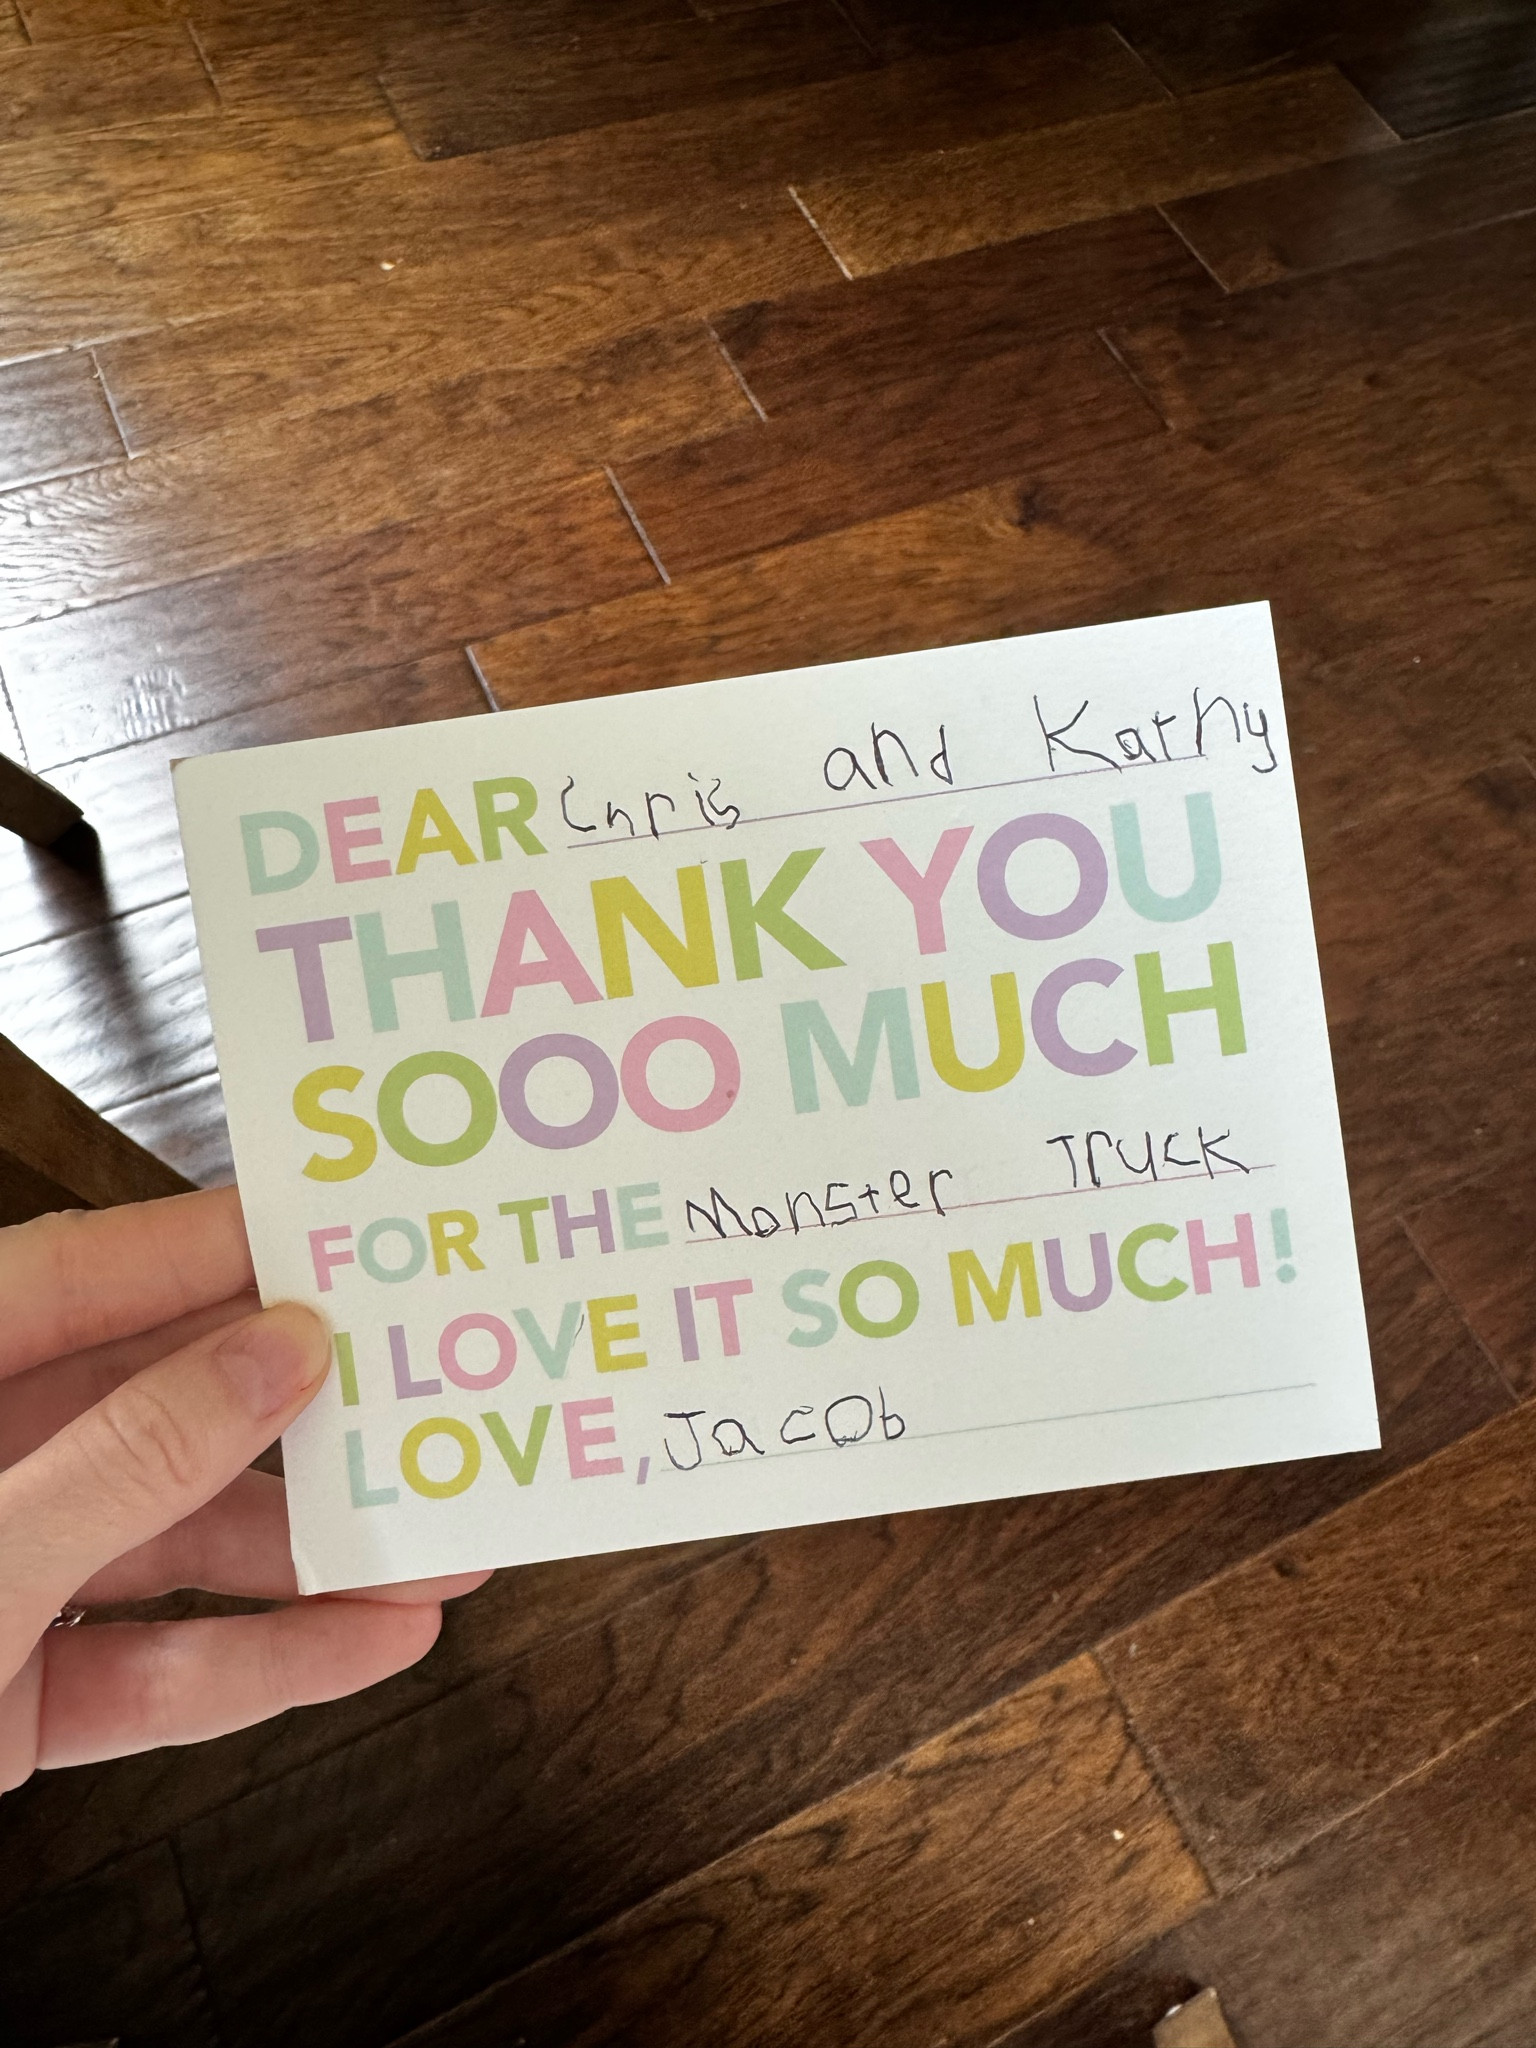 DEAR Chris and Kathy
THANK YOU
SOOO MUCH
FOR THE Monster Truck
I LOVE IT SO MUCH!
LOVE, Jacob